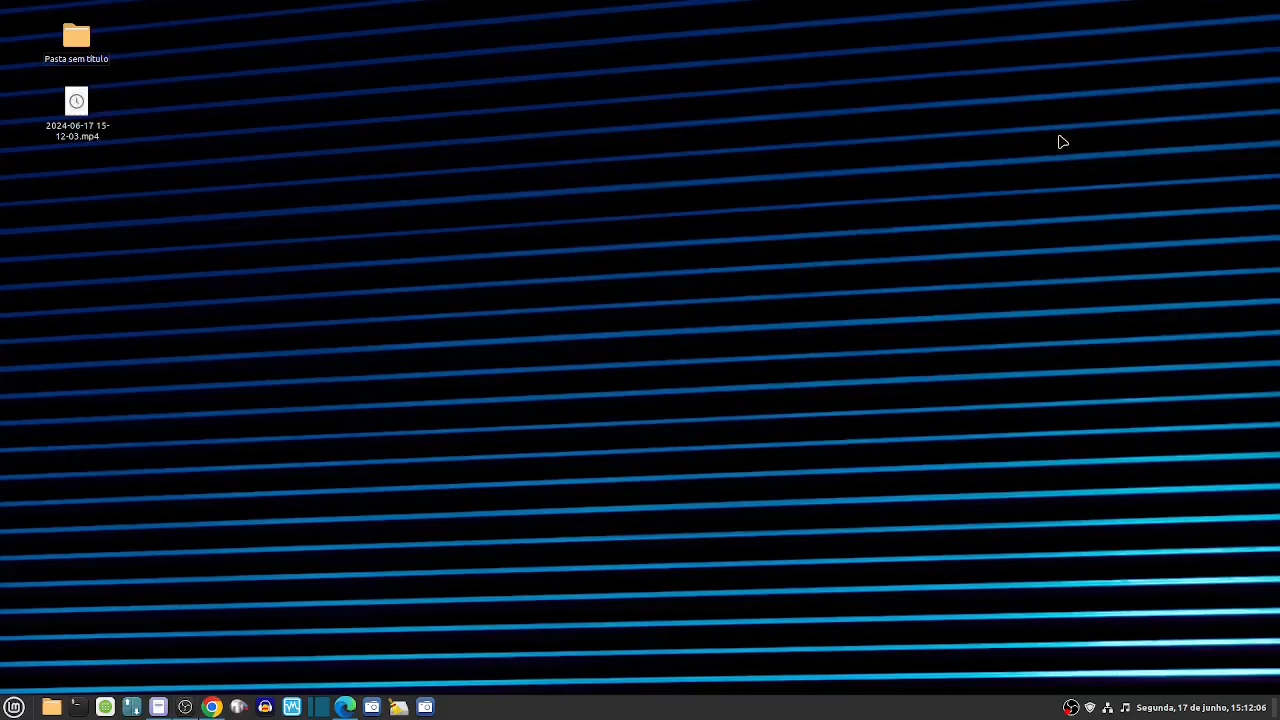 Pasta sem título
2024-06-17 15-
12-03.mp4
Segunda, 17 de junho, 15:12:06